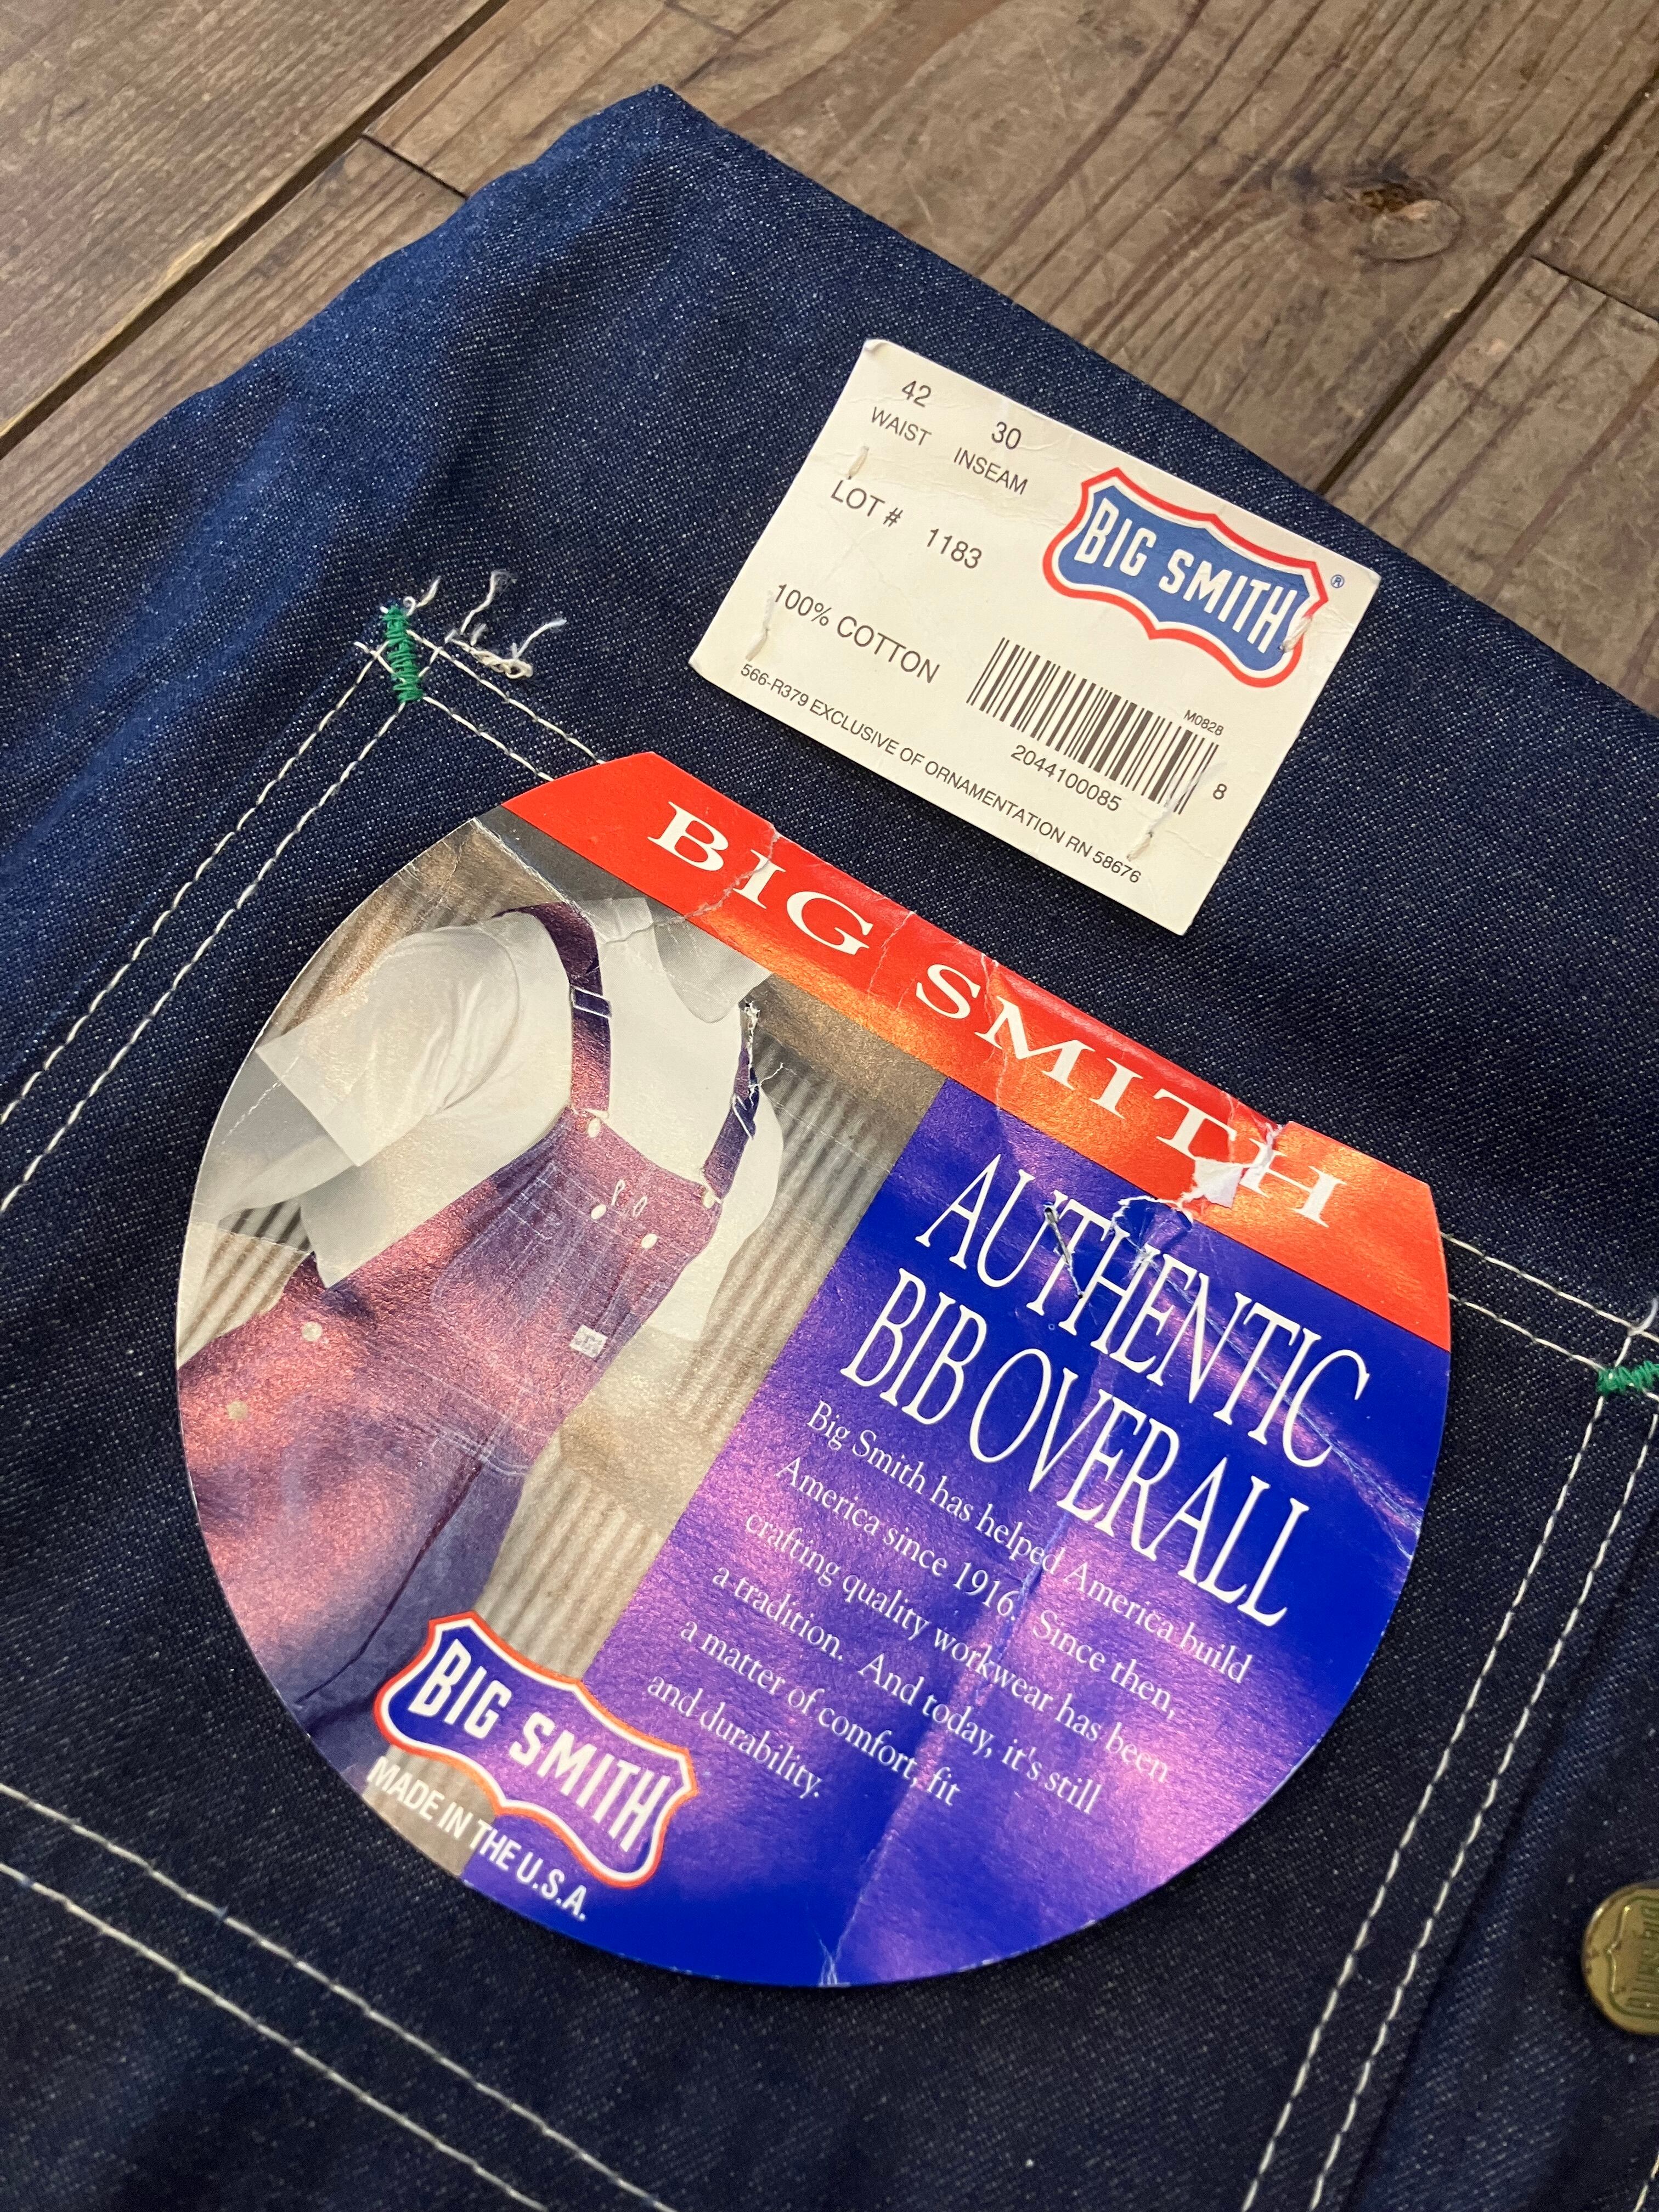 42 30
WAIST INSEAM
LOT # 1183
BIG SMITH ®
100% COTTON
M0828
2044100085 8
566-R379 EXCLUSIVE OF ORNAMENTATION RN 58676
BIG SMITH
AUTHENTIC
BIB OVERALL
Big Smith has helped America build
America since 1916. Since then,
crafting quality workwear has been
a tradition. And today, it's still
a matter of comfort, fit
and durability.
BIG SMITH
MADE IN THE U.S.A.